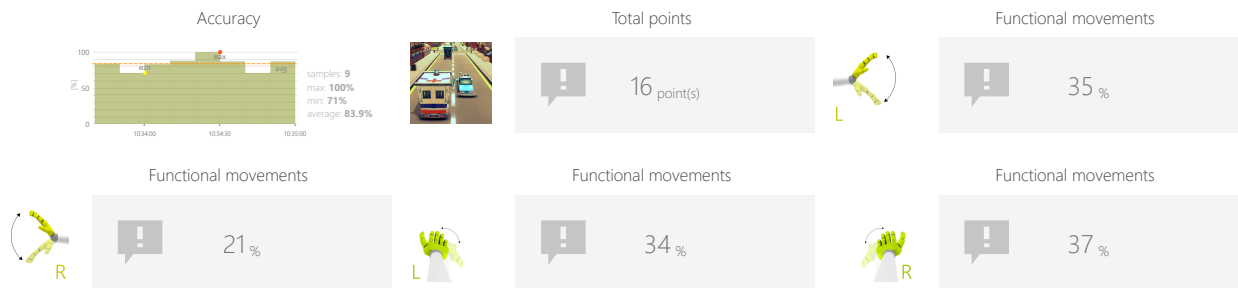 Accuracy
Total points
Functional movements
100
50
0
[%]
min
max
avg
10:34:00
10:34:30
10:35:00
samples: 9
max: 100%
min: 71%
average: 83.9%
16 point(s)
L
35 %
Functional movements
Functional movements
Functional movements
R
21 %
L
34 %
R
37 %